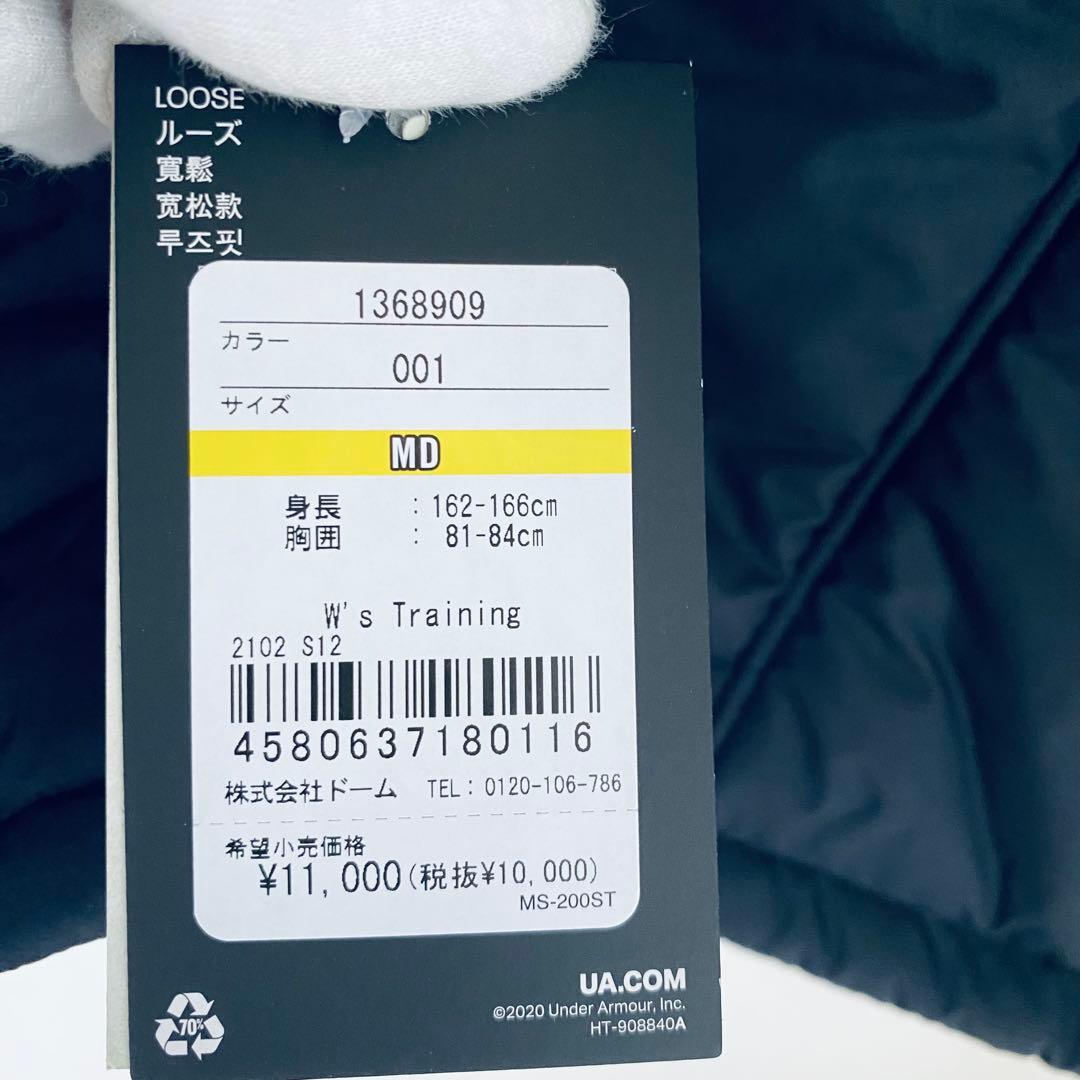 LOOSE
ルーズ
寬鬆
宽松款
루즈핏
1368909
カラー
001
サイズ
MD
身長 : 162-166cm
胸囲 : 81-84cm
W's Training
2102 S12
4580637180116
株式会社ドーム TEL: 0120-106-786
希望小売価格
¥11,000(税抜¥10,000)
MS-200ST
UA.COM
©2020 Under Armour, Inc.
HT-908840A
70%